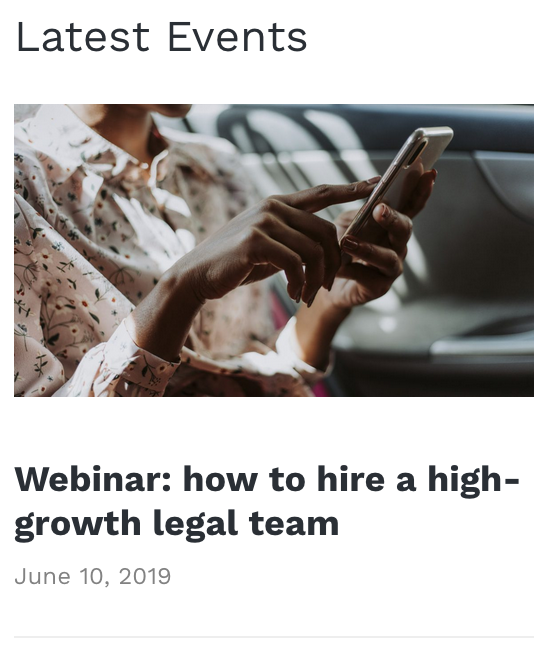 Latest Events
Webinar: how to hire a high-
growth legal team
June 10, 2019